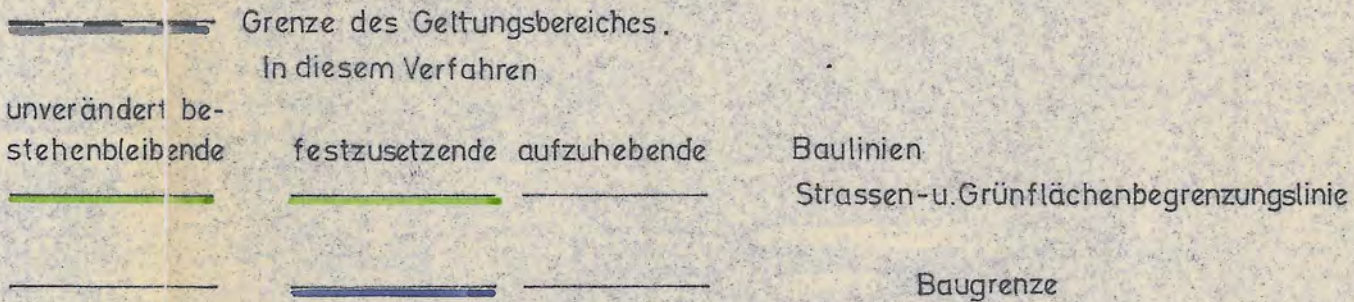 Grenze des Geltungsbereiches.
In diesem Verfahren
unverändert be-
stehenbleibende festzusetzende aufzuhebende Baulinien
Strassen-u.Grünflächenbegrenzungslinie
Baugrenze